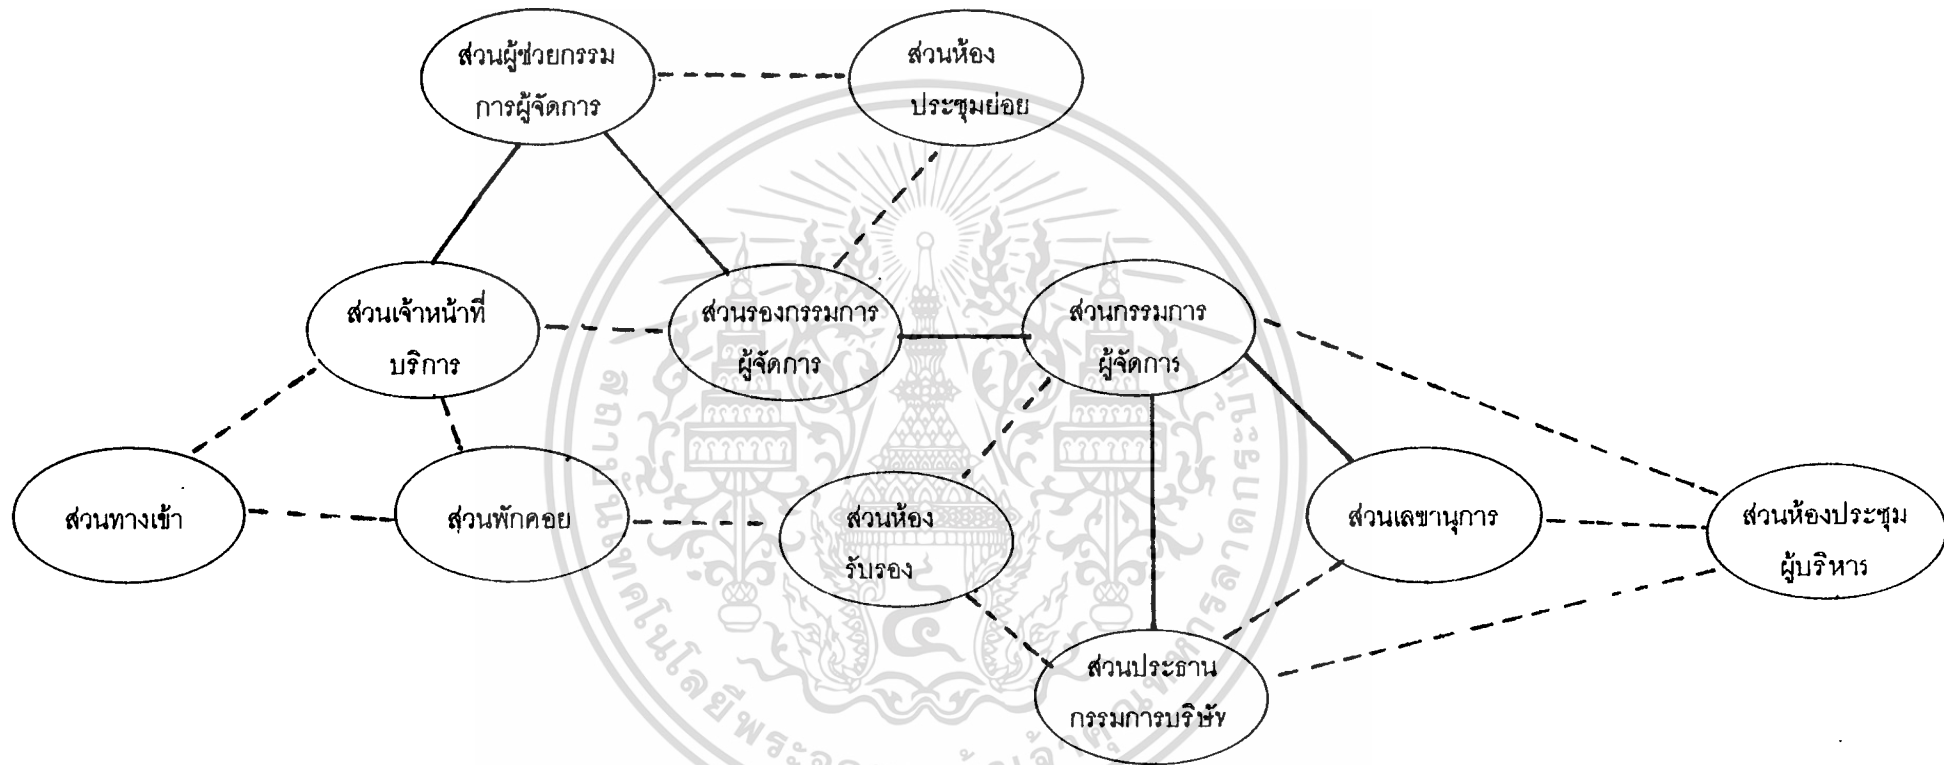 ส่วนผู้ช่วยกรรม
การผู้จัดการ
ส่วนห้อง
ประชุมย่อย
ส่วนเจ้าหน้าที่
บริการ
ส่วนรองกรรมการ
ผู้จัดการ
ส่วนกรรมการ
ผู้จัดการ
ส่วนทางเข้า
ส่วนพักคอย
ส่วนห้อง
รับรอง
ส่วนเลขานุการ
ส่วนห้องประชุม
ผู้บริหาร
ส่วนประธาน
กรรมการบริษัท